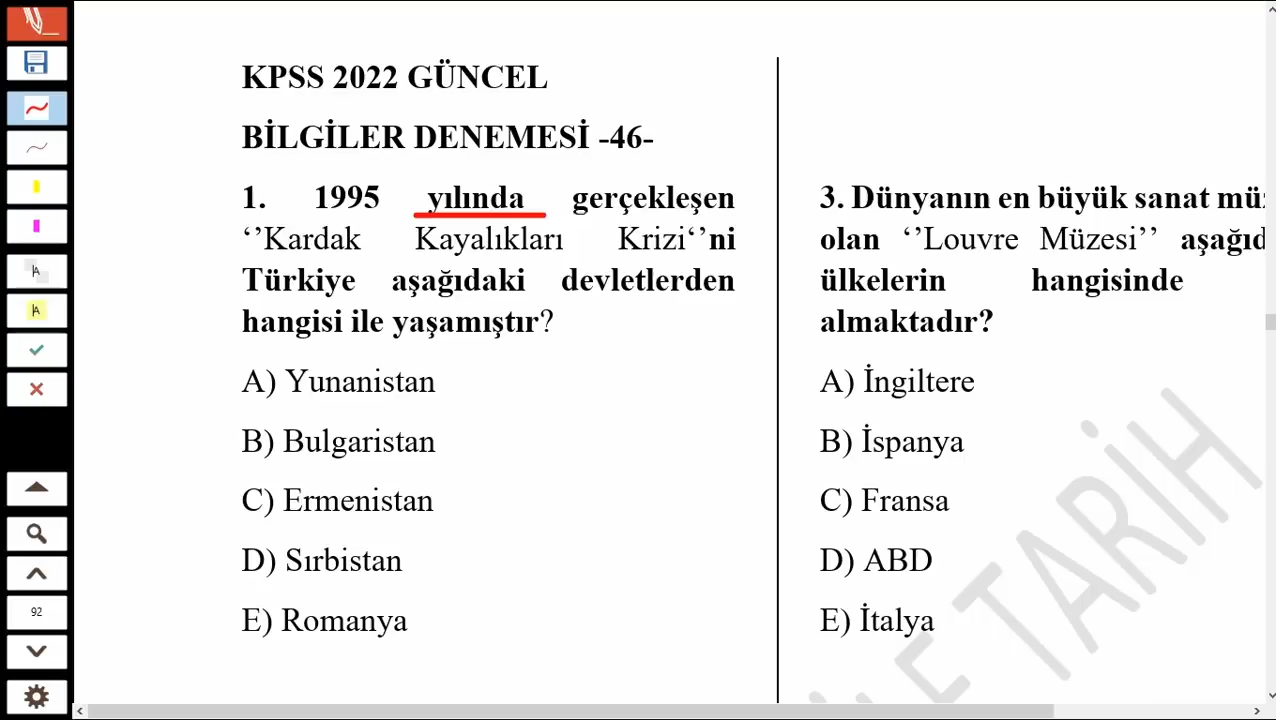 KPSS 2022 GÜNCEL
BİLGİLER DENEMESİ -46-
1. 1995 yılında gerçekleşen
‘’Kardak Kayalıkları Krizi‘’ni
Türkiye aşağıdaki devletlerden
hangisi ile yaşamıştır?
A) Yunanistan
B) Bulgaristan
C) Ermenistan
D) Sırbistan
E) Romanya
3. Dünyanın en büyük sanat
olan ‘’Louvre Müzesi’’
ülkelerin hangisinde
almaktadır?
A) İngiltere
B) İspanya
C) Fransa
D) ABD
E) İtalya
TARİH
92